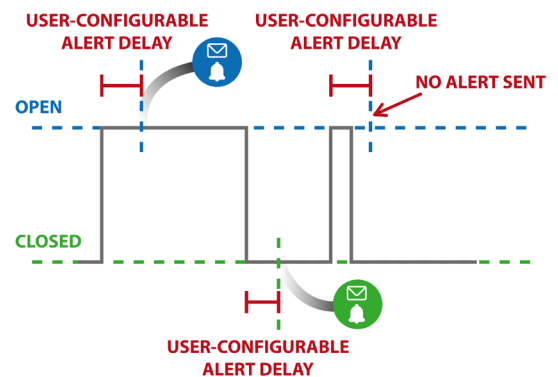 USER-CONFIGURABLE
ALERT DELAY
USER-CONFIGURABLE
ALERT DELAY
NO ALERT SENT
OPEN
CLOSED
USER-CONFIGURABLE
ALERT DELAY